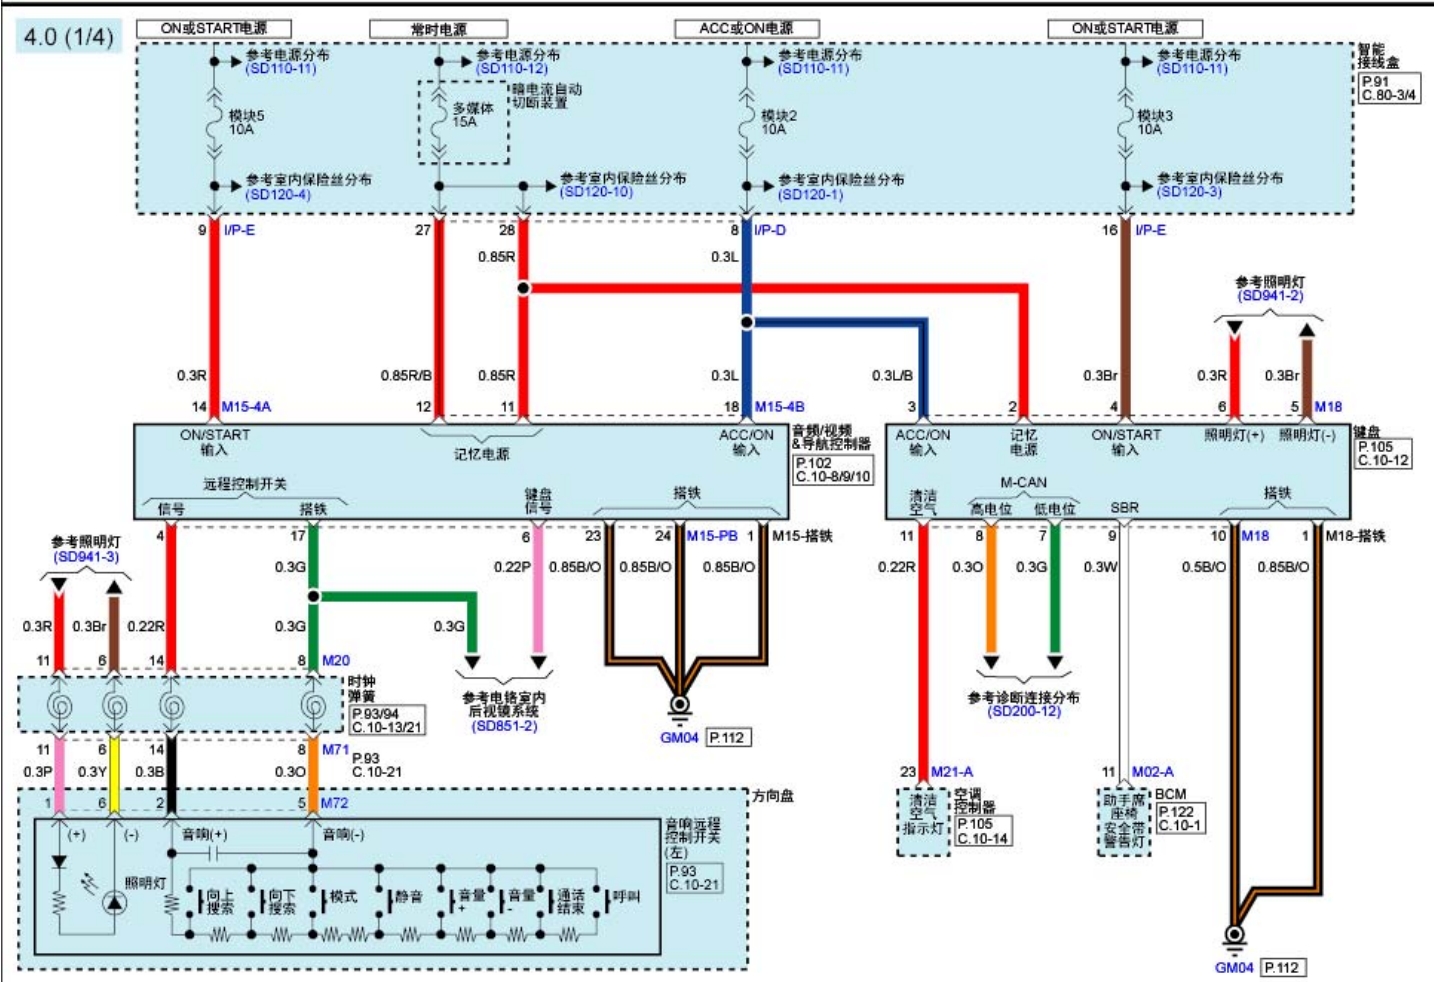 4.0 (1/4)
ON或START电源
常时电源
ACC或ON电源
ON或START电源
参考电源分布
(SD110-11)
参考电源分布
(SD110-12)
参考电源分布
(SD110-11)
参考电源分布
(SD110-11)
智能
接线盒
P.91
C.80-3/4
暗电流自动
切断装置
模块5
10A
多媒体
15A
模块2
10A
模块3
10A
参考室内保险丝分布
(SD120-4)
参考室内保险丝分布
(SD120-10)
参考室内保险丝分布
(SD120-1)
参考室内保险丝分布
(SD120-3)
9 I/P-E
27
28
8 I/P-D
16 I/P-E
0.85R
0.3L
参考照明灯
(SD941-2)
0.3R
0.85R/B
0.85R
0.3L
0.3L/B
0.3Br
0.3R
0.3Br
14 M15-4A
12
11
18 M15-4B
3
2
4
6
5 M18
ON/START
输入
记忆电源
ACC/ON
输入
音频/视频
&导航控制器
P.102
C.10-8/9/10
ACC/ON
输入
记忆
电源
ON/START
输入
照明灯(+)
照明灯(-)
键盘
P.105
C.10-12
远程控制开关
信号
搭铁
键盘
信号
搭铁
清洁
空气
M-CAN
高电位
低电位
SBR
搭铁
4
17
6
23
24 M15-PB
1 M15-搭铁
11
8
7
9
10 M18
1 M18-搭铁
参考照明灯
(SD941-3)
0.3G
0.22P
0.85B/O
0.85B/O
0.85B/O
0.22R
0.3O
0.3G
0.3W
0.5B/O
0.85B/O
0.3R
0.3Br
0.22R
0.3G
0.3G
11
6
14
8 M20
时钟
弹簧
P.93/94
C.10-13/21
参考电铬室内
后视镜系统
(SD851-2)
GM04 P.112
参考诊断连接分布
(SD200-12)
11
6
14
8 M71
P.93
C.10-21
0.3P
0.3Y
0.3B
0.3O
23 M21-A
11 M02-A
1
6
2
5 M72
方向盘
清洁
空气
指示灯
空调
控制器
P.105
C.10-14
助手席
座椅
安全带
警告灯
BCM
P.122
C.10-1
(+)
(-)
音响(+)
音响(-)
音响远程
控制开关
(左)
P.93
C.10-21
照明灯
向上
搜索
向下
搜索
模式
静音
音量
+
音量
-
通话
结束
呼叫
GM04 P.112